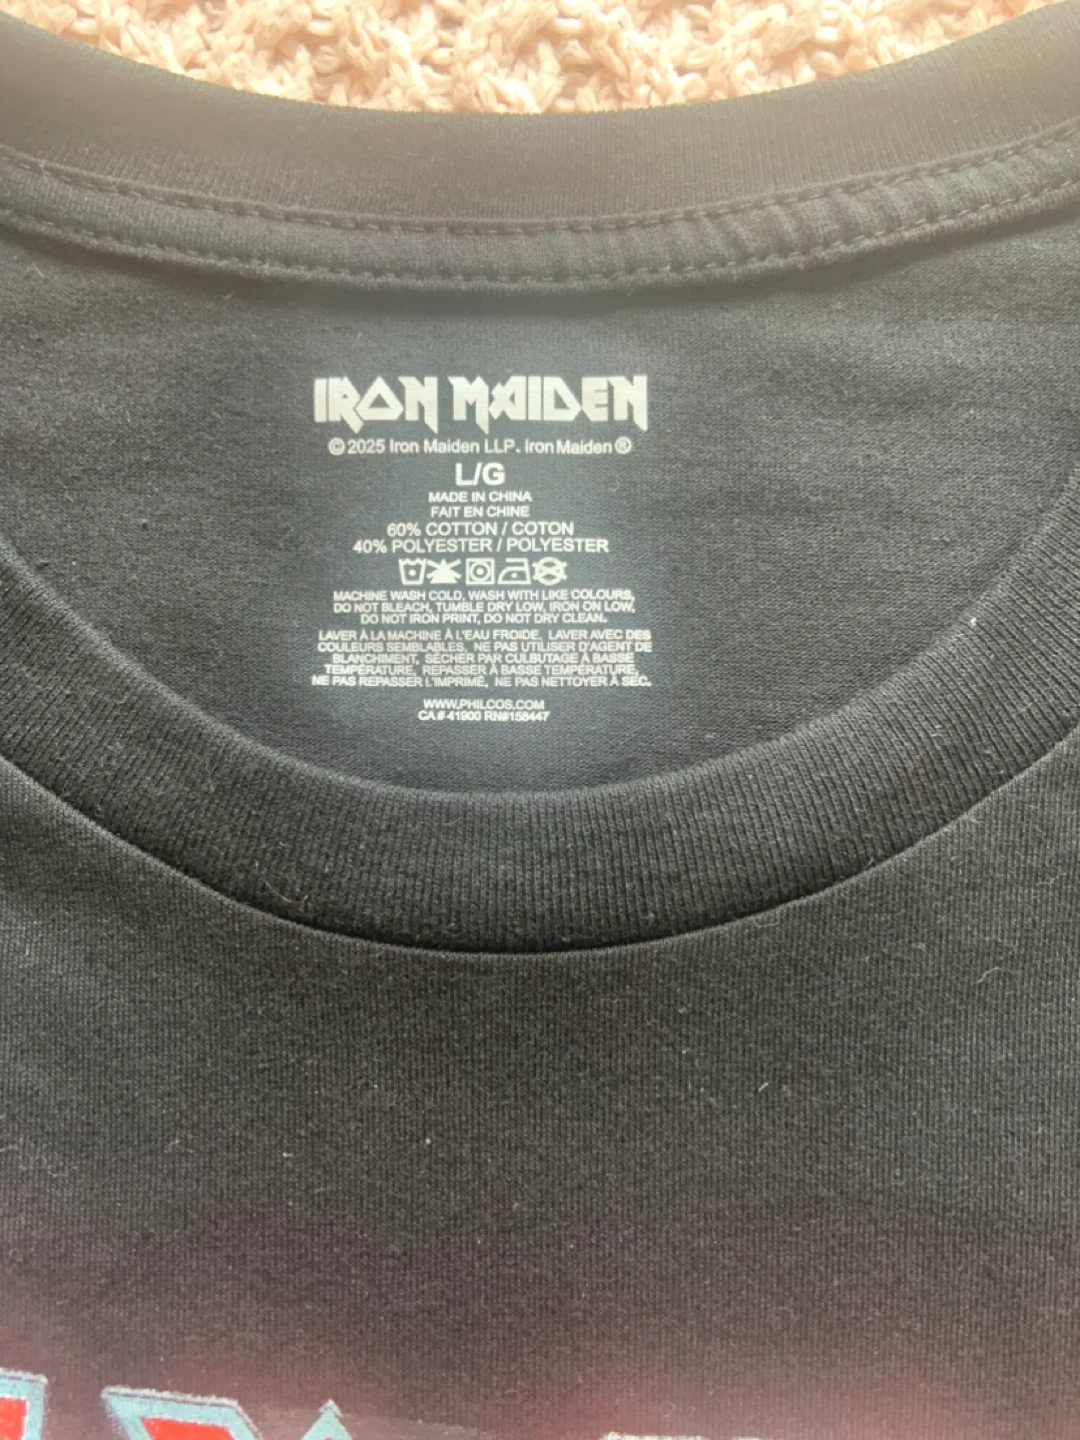 IRON MAIDEN
© 2025 Iron Maiden LLP. Iron Maiden ®
L/G
MADE IN CHINA
FAIT EN CHINE
60% COTTON / COTON
40% POLYESTER / POLYESTER
MACHINE WASH COLD, WASH WITH LIKE COLOURS,
DO NOT BLEACH, TUMBLE DRY LOW, IRON ON LOW,
DO NOT IRON PRINT, DO NOT DRY CLEAN.
LAVER À LA MACHINE À L'EAU FROIDE, LAVER AVEC DES
COULEURS SEMBLABLES, NE PAS UTILISER D'AGENT DE
BLANCHIMENT, SÉCHER PAR CULBUTAGE À BASSE
TEMPÉRATURE, REPASSER À BASSE TEMPÉRATURE,
NE PAS REPASSER L'IMPRIMÉ, NE PAS NETTOYER À SEC.
WWW.PHILCOS.COM
CA # 41900 RN#158447